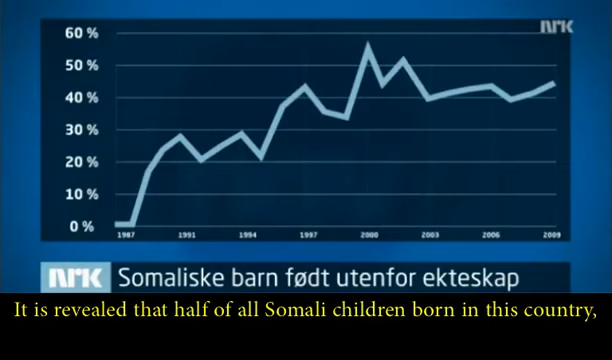 NRK
60 %
50 %
40 %
30 %
20 %
10 %
0 %
1987 1991 1994 1997 2000 2003 2006 2009
NRK Somaliske barn født utenfor ekteskap
It is revealed that half of all Somali children born in this country,